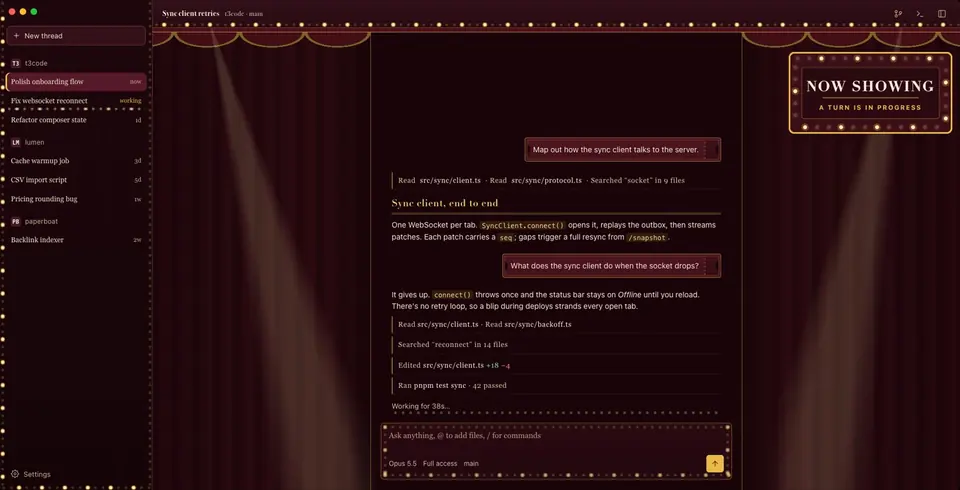 Sync client retries t3code · main
New thread
T3 t3code
Polish onboarding flow now
Fix websocket reconnect working
Refactor composer state 1d
LM lumen
Cache warmup job 3d
CSV import script 5d
Pricing rounding bug 1w
PB paperboat
Backlink indexer 2w
Settings
NOW SHOWING
A TURN IS IN PROGRESS
Map out how the sync client talks to the server.
Read src/sync/client.ts · Read src/sync/protocol.ts · Searched "socket" in 9 files
Sync client, end to end
One WebSocket per tab. SyncClient.connect() opens it, replays the outbox, then streams
patches. Each patch carries a seq; gaps trigger a full resync from /snapshot.
What does the sync client do when the socket drops?
It gives up. connect() throws once and the status bar stays on Offline until you reload.
There's no retry loop, so a blip during deploys strands every open tab.
Read src/sync/client.ts · Read src/sync/backoff.ts
Searched "reconnect" in 14 files
Edited src/sync/client.ts +18 −4
Ran pnpm test sync · 42 passed
Working for 38s...
Ask anything, @ to add files, / for commands
Opus 5.5 Full access main